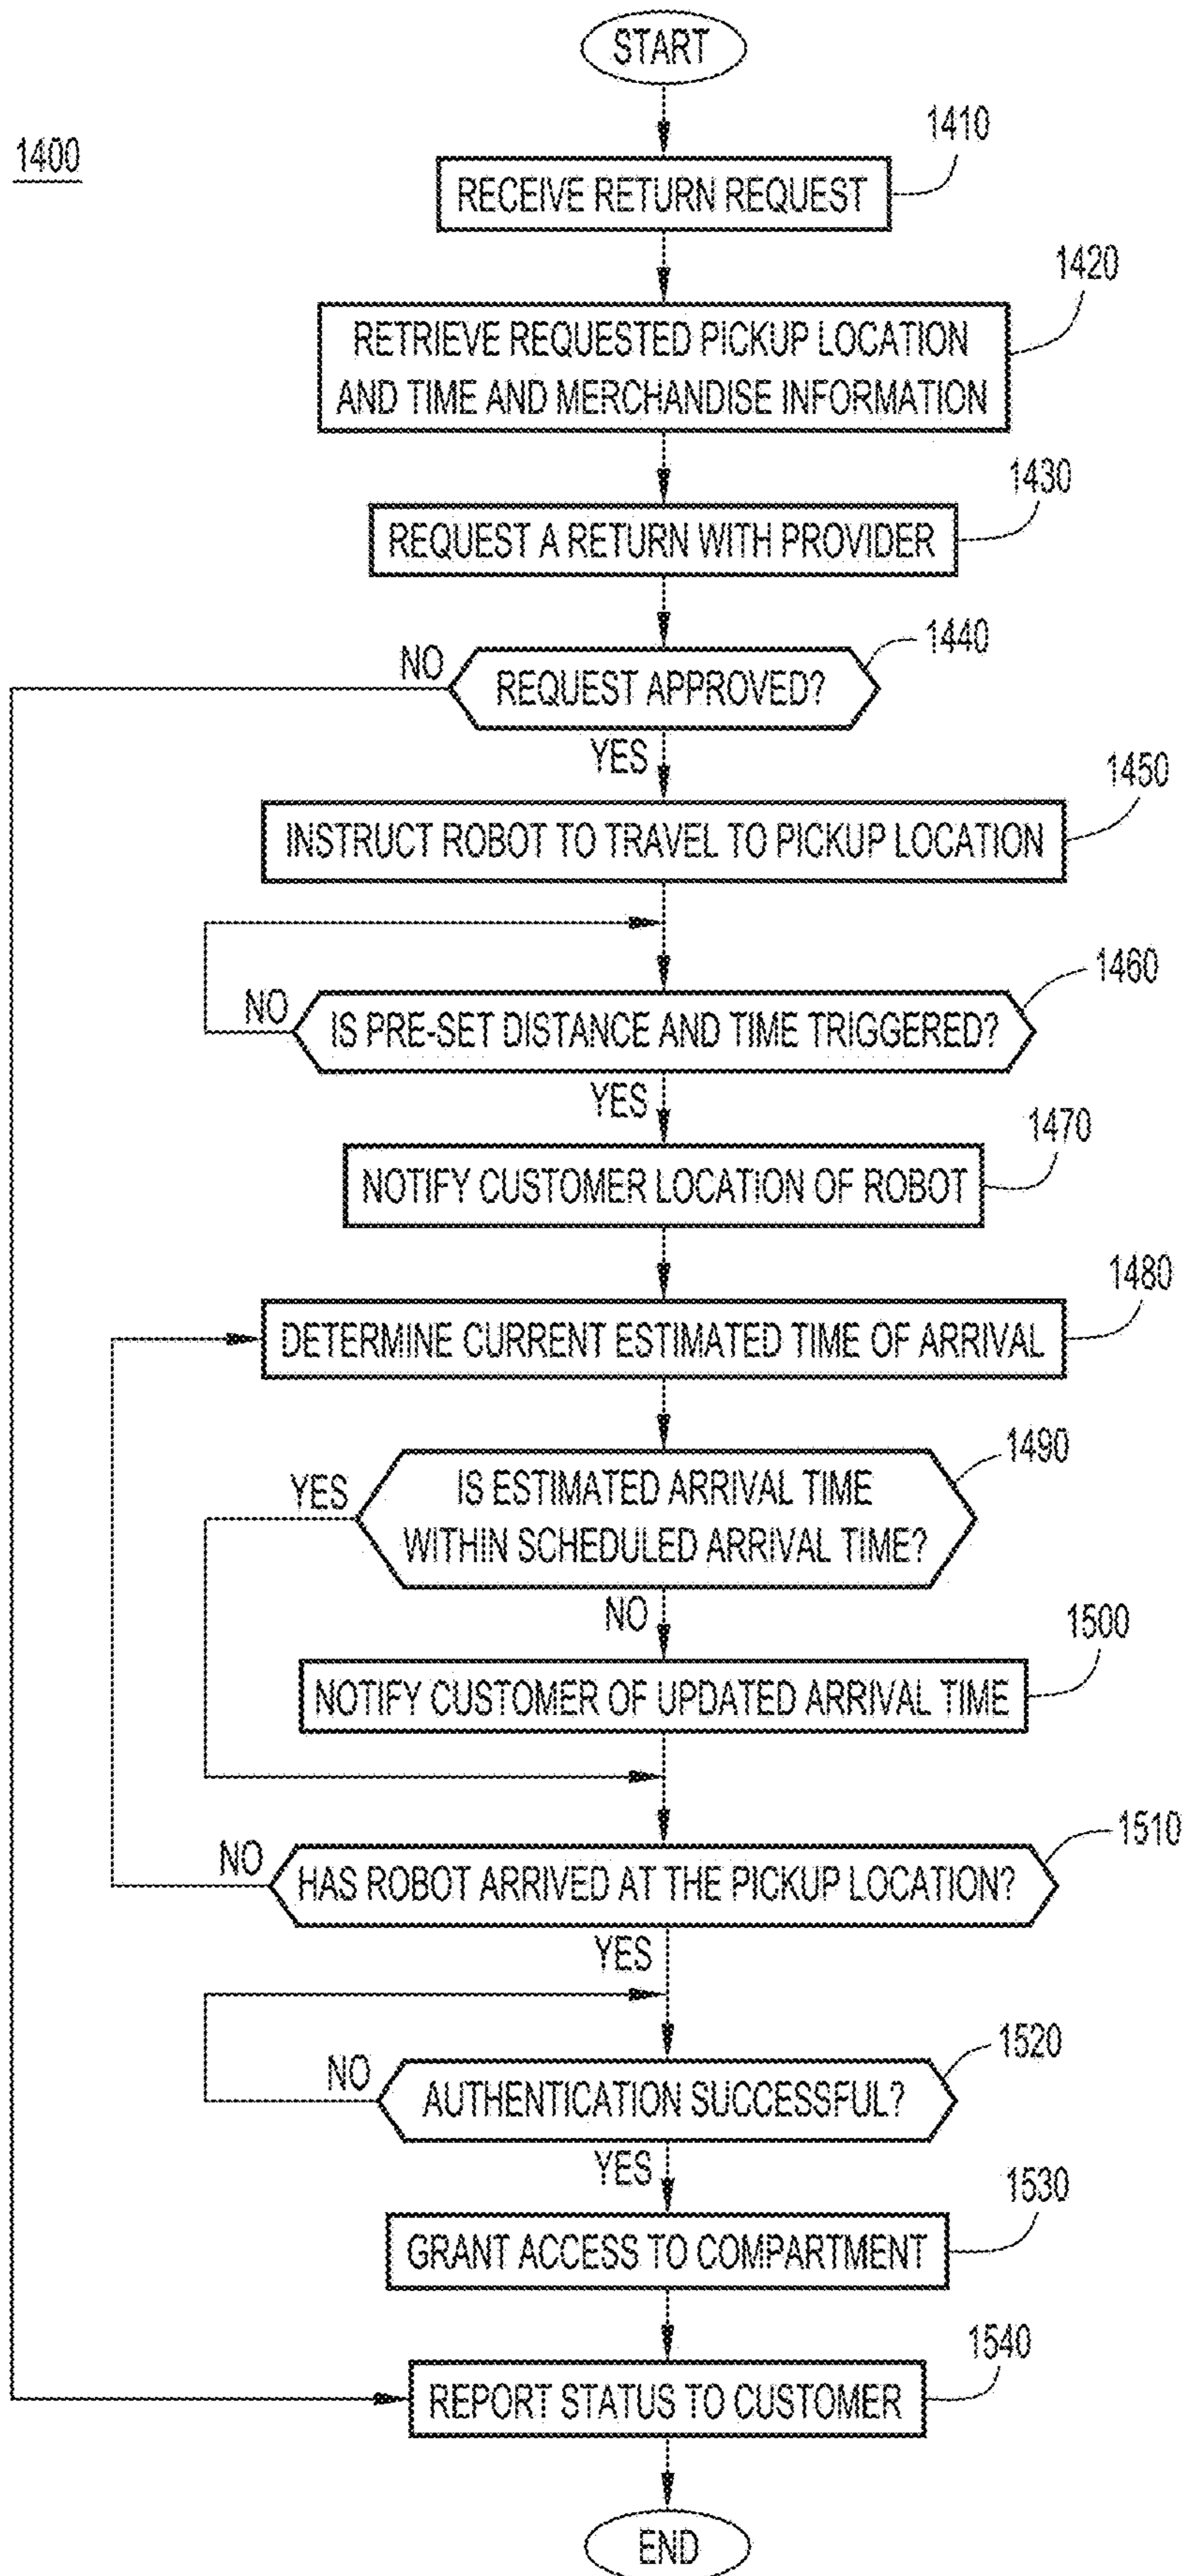 START
1400
1410
RECEIVE RETURN REQUEST
1420
RETRIEVE REQUESTED PICKUP LOCATION
AND TIME AND MERCHANDISE INFORMATION
1430
REQUEST A RETURN WITH PROVIDER
1440
NO
REQUEST APPROVED?
YES
1450
INSTRUCT ROBOT TO TRAVEL TO PICKUP LOCATION
1460
NO
IS PRE-SET DISTANCE AND TIME TRIGGERED?
YES
1470
NOTIFY CUSTOMER LOCATION OF ROBOT
1480
DETERMINE CURRENT ESTIMATED TIME OF ARRIVAL
1490
YES
IS ESTIMATED ARRIVAL TIME
WITHIN SCHEDULED ARRIVAL TIME?
NO
1500
NOTIFY CUSTOMER OF UPDATED ARRIVAL TIME
1510
NO
HAS ROBOT ARRIVED AT THE PICKUP LOCATION?
YES
1520
NO
AUTHENTICATION SUCCESSFUL?
YES
1530
GRANT ACCESS TO COMPARTMENT
1540
REPORT STATUS TO CUSTOMER
END